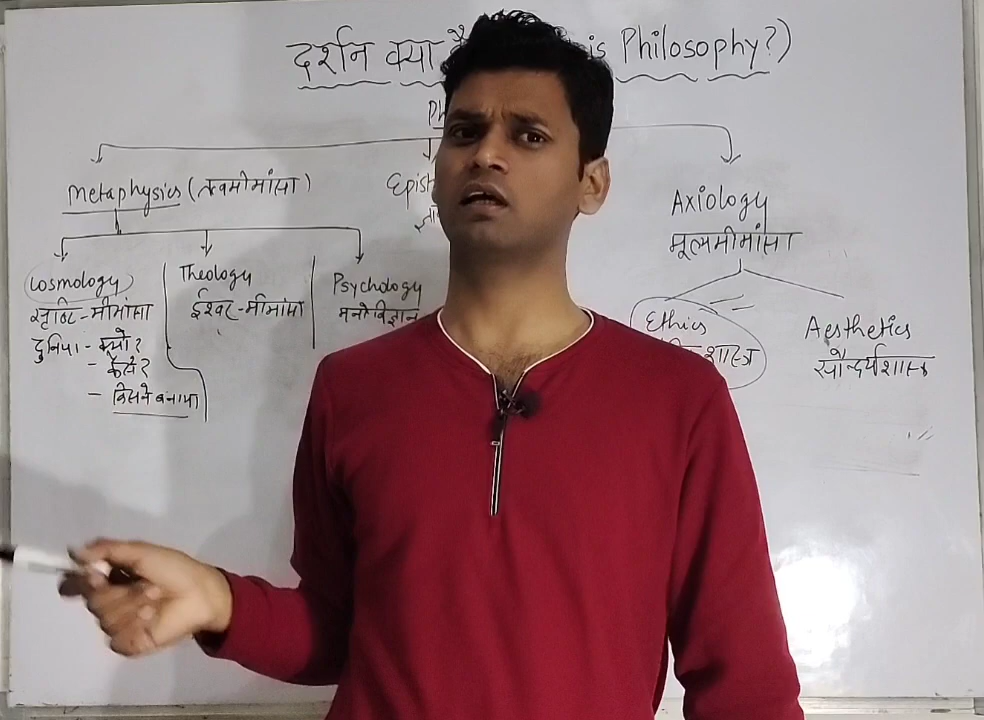 दर्शन क्या है is Philosophy?)
Ph
Metaphysics (तत्वमीमांसा)
Epist
Axiology
मूल्यमीमांसा
Cosmology
Theology
Psychology
सृष्टि-मीमांसा
ईश्वर-मीमांसा
मनोविज्ञान
दुनिया - क्यों?
- कैसे?
- किसने बनाया
Ethics
शास्त्र
Aesthetics
सौन्दर्यशास्त्र